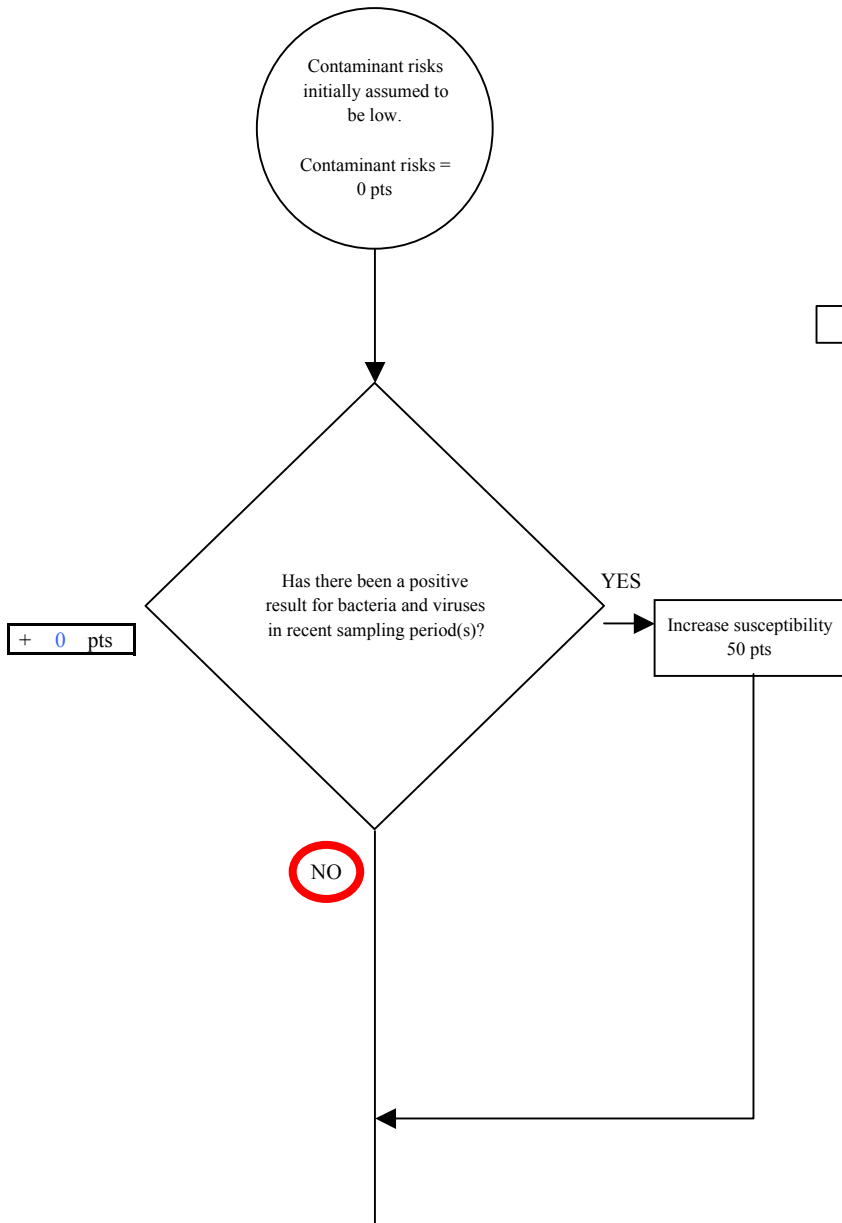 Contaminant risks
initially assumed to
be low.
Contaminant risks =
0 pts
Has there been a positive
result for bacteria and viruses
in recent sampling period(s)?
YES
+ 0 pts
Increase susceptibility
50 pts
NO